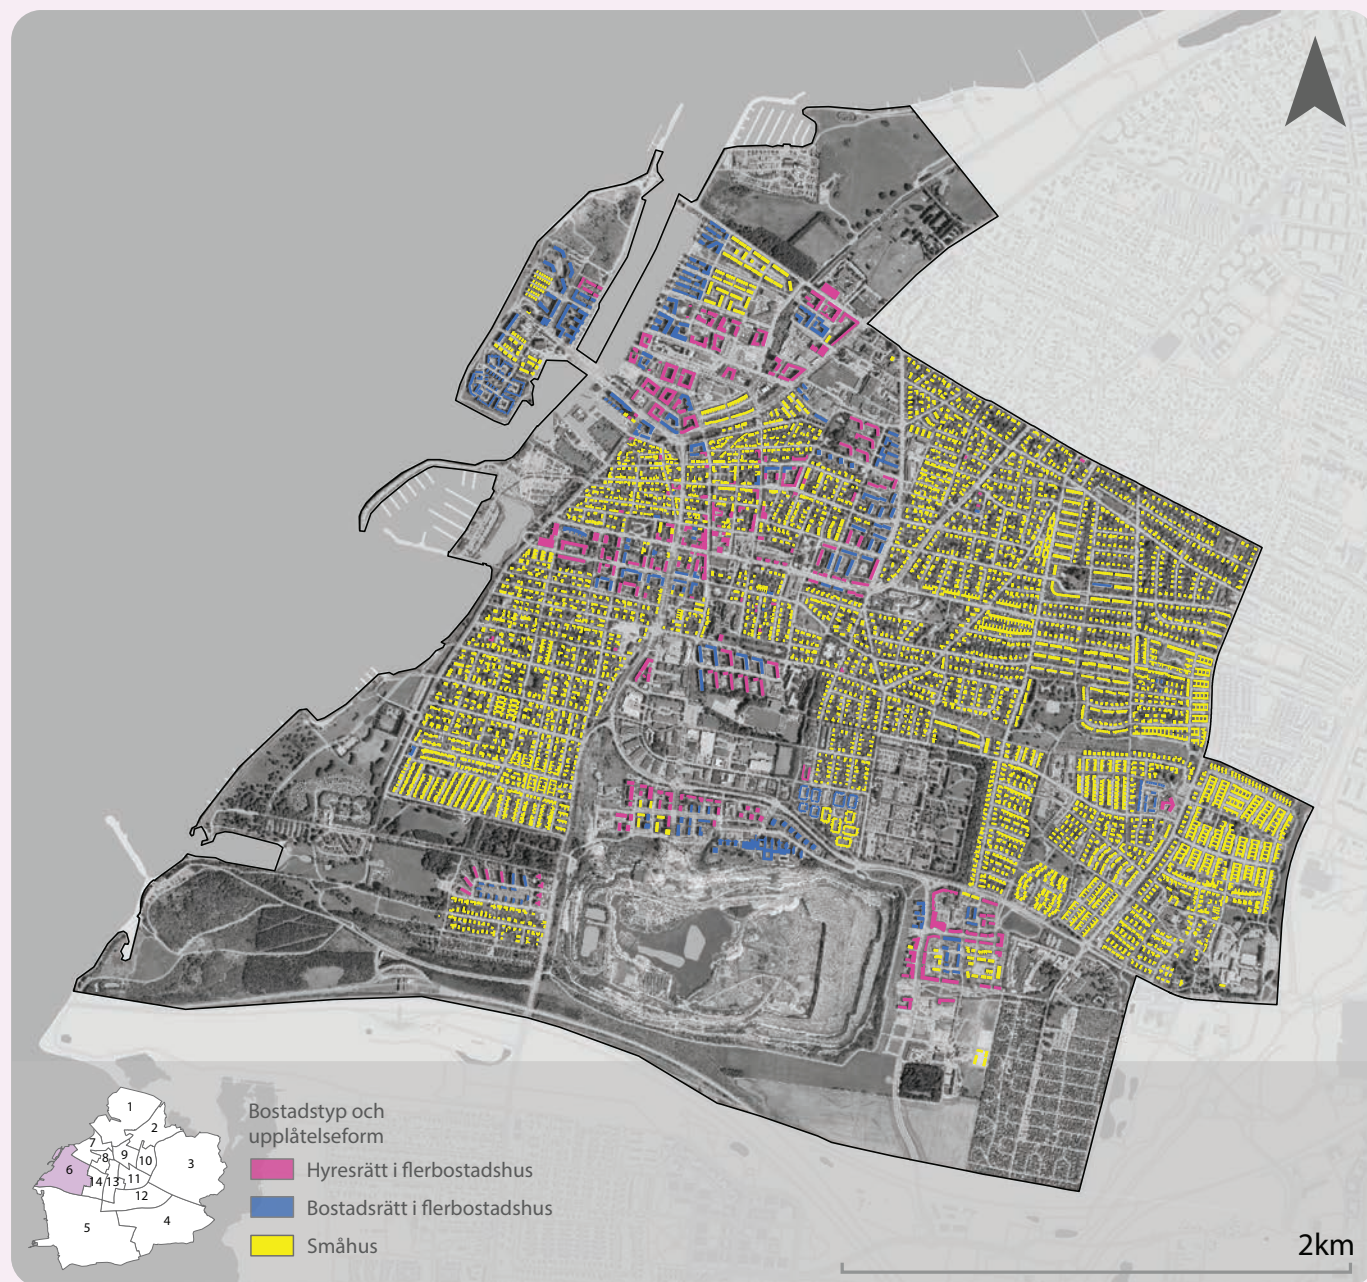 1
2
7
9
8
10
3
6
14
13
11
12
5
4
Bostadstyp och
upplåtelseform
Hyresrätt i flerbostadshus
Bostadsrätt i flerbostadshus
Småhus
2km